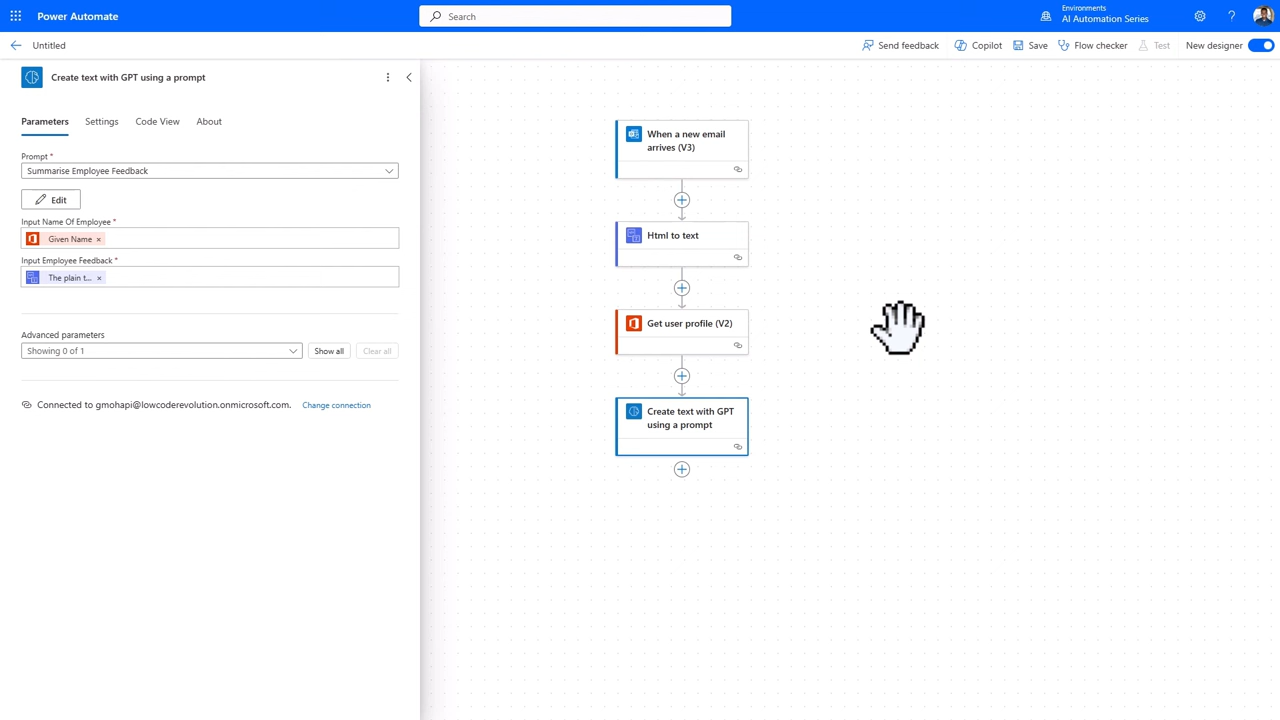 Power Automate
Search
Environments
AI Automation Series
?
Untitled
Send feedback
Copilot
Save
Flow checker
Test
New designer
Create text with GPT using a prompt
Parameters
Settings
Code View
About
Prompt *
Summarise Employee Feedback
Edit
Input Name Of Employee *
Given Name ×
Input Employee Feedback *
The plain t... ×
Advanced parameters
Showing 0 of 1
Show all
Clear all
Connected to gmohapi@lowcoderevolution.onmicrosoft.com.
Change connection
When a new email
arrives (V3)
Html to text
Get user profile (V2)
Create text with GPT
using a prompt